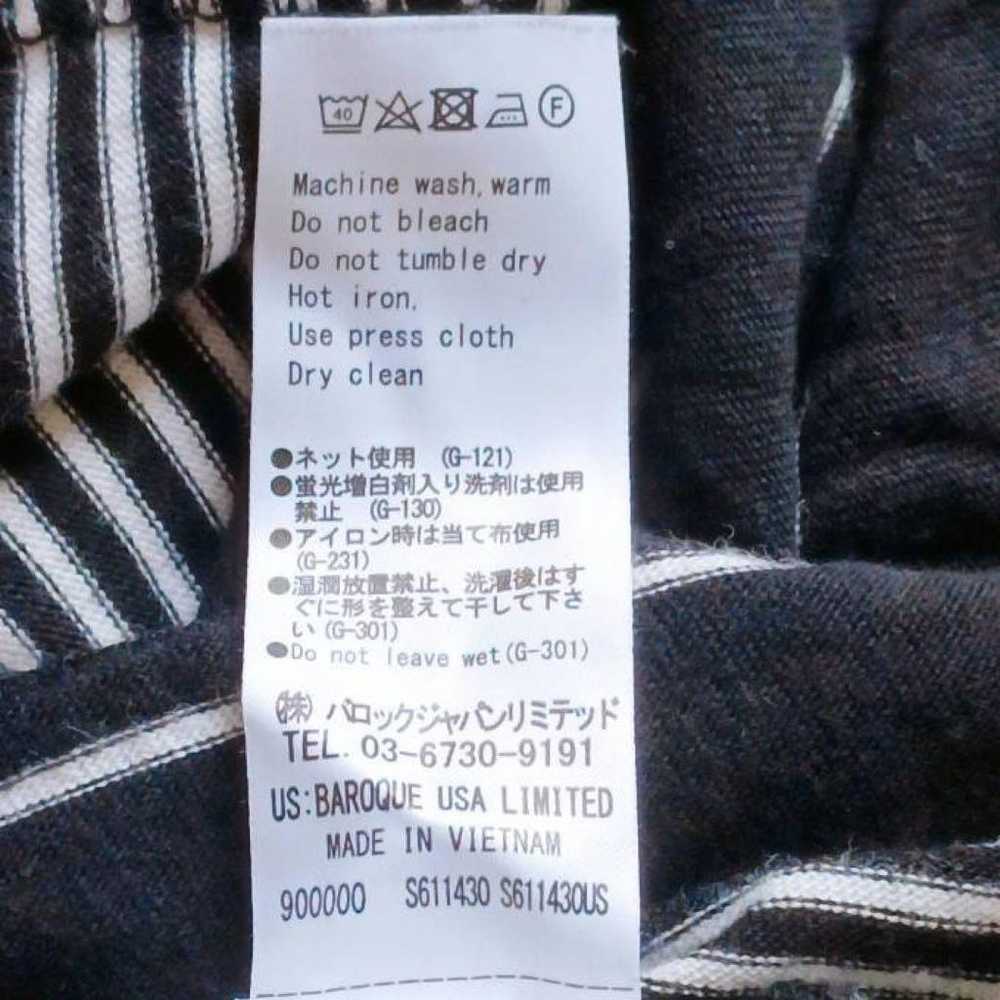 40 F
Machine wash, warm
Do not bleach
Do not tumble dry
Hot iron.
Use press cloth
Dry clean
●ネット使用 (G-121)
●蛍光増白剤入り洗剤は使用
禁止 (G-130)
●アイロン時は当て布使用
(G-231)
●湿潤放置禁止、洗濯後はす
ぐに形を整えて干して下さ
い (G-301)
●Do not leave wet(G-301)
(株) バロックジャパンリミテッド
TEL. 03-6730-9191
US:BAROQUE USA LIMITED
MADE IN VIETNAM
900000 S611430 S611430US